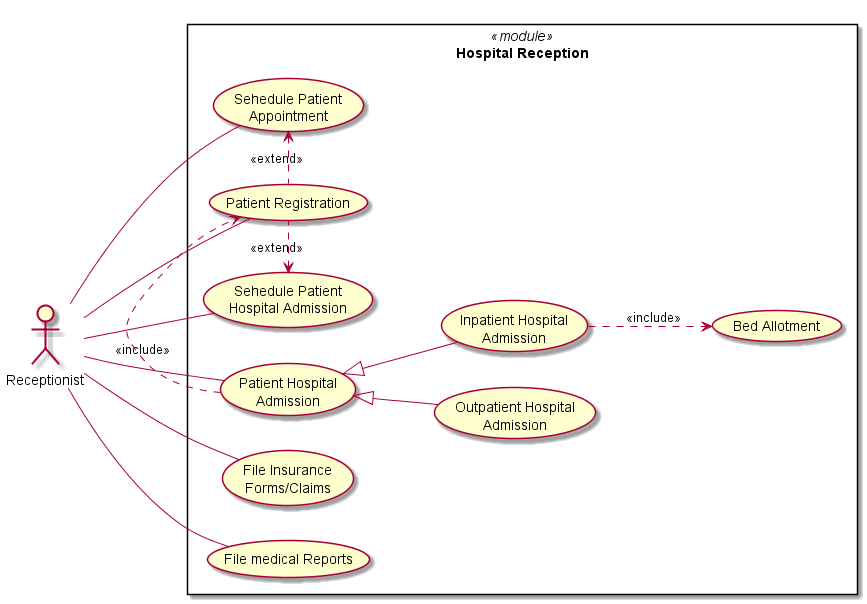 «module»
Hospital Reception
Sehedule Patient
Appointment
«extend»
Patient Registration
«extend»
Sehedule Patient
Hospital Admission
Inpatient Hospital
Admission
«include»
Bed Allotment
Receptionist
«include»
Patient Hospital
Admission
Outpatient Hospital
Admission
File Insurance
Forms/Claims
File medical Reports